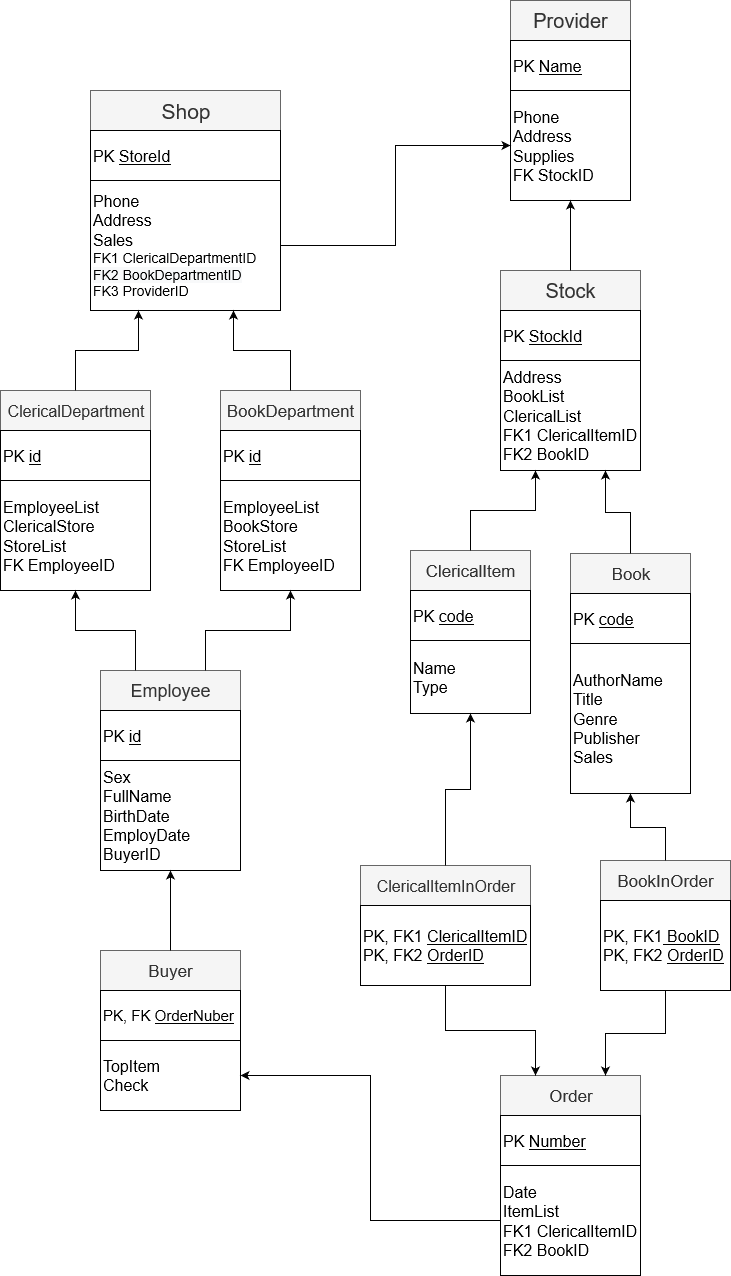 Provider
PK Name
Phone
Address
Supplies
FK StockID
Shop
PK StoreId
Phone
Address
Sales
FK1 ClericalDepartmentID
FK2 BookDepartmentID
FK3 ProviderID
Stock
PK StockId
Address
BookList
ClericalList
FK1 ClericalItemID
FK2 BookID
ClericalDepartment
PK id
EmployeeList
ClericalStore
StoreList
FK EmployeeID
BookDepartment
PK id
EmployeeList
BookStore
StoreList
FK EmployeeID
ClericalItem
PK code
Name
Type
Book
PK code
AuthorName
Title
Genre
Publisher
Sales
Employee
PK id
Sex
FullName
BirthDate
EmployDate
BuyerID
ClericalItemInOrder
PK, FK1 ClericalItemID
PK, FK2 OrderID
BookInOrder
PK, FK1 BookID
PK, FK2 OrderID
Buyer
PK, FK OrderNuber
TopItem
Check
Order
PK Number
Date
ItemList
FK1 ClericalItemID
FK2 BookID